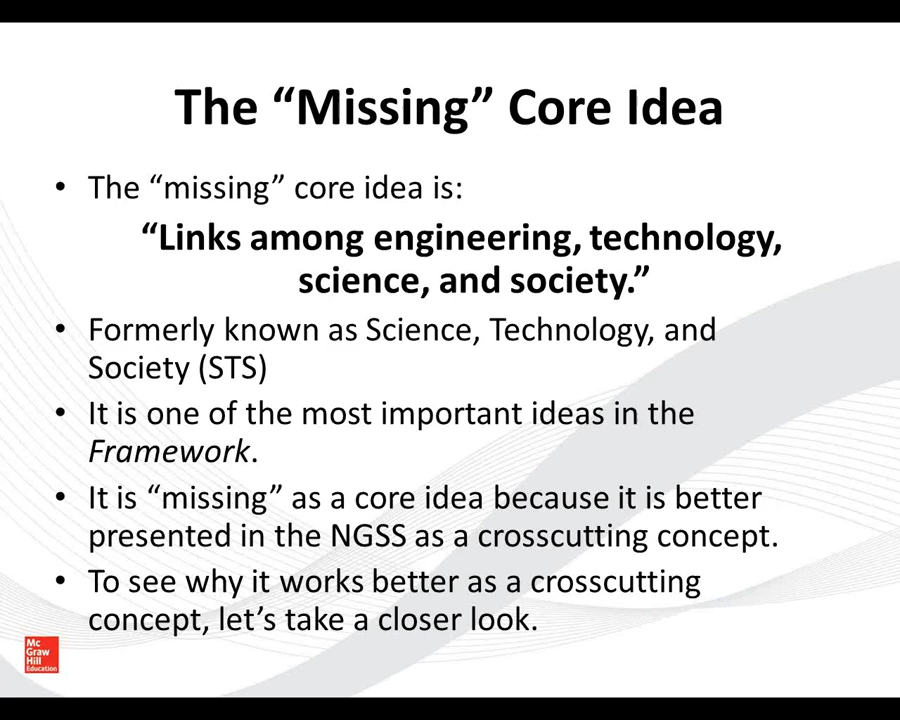 The “Missing” Core Idea
• The “missing” core idea is:
“Links among engineering, technology,
science, and society.”
• Formerly known as Science, Technology, and
Society (STS)
• It is one of the most important ideas in the
Framework.
• It is “missing” as a core idea because it is better
presented in the NGSS as a crosscutting concept.
• To see why it works better as a crosscutting
concept, let’s take a closer look.
Mc
Graw
Hill
Education